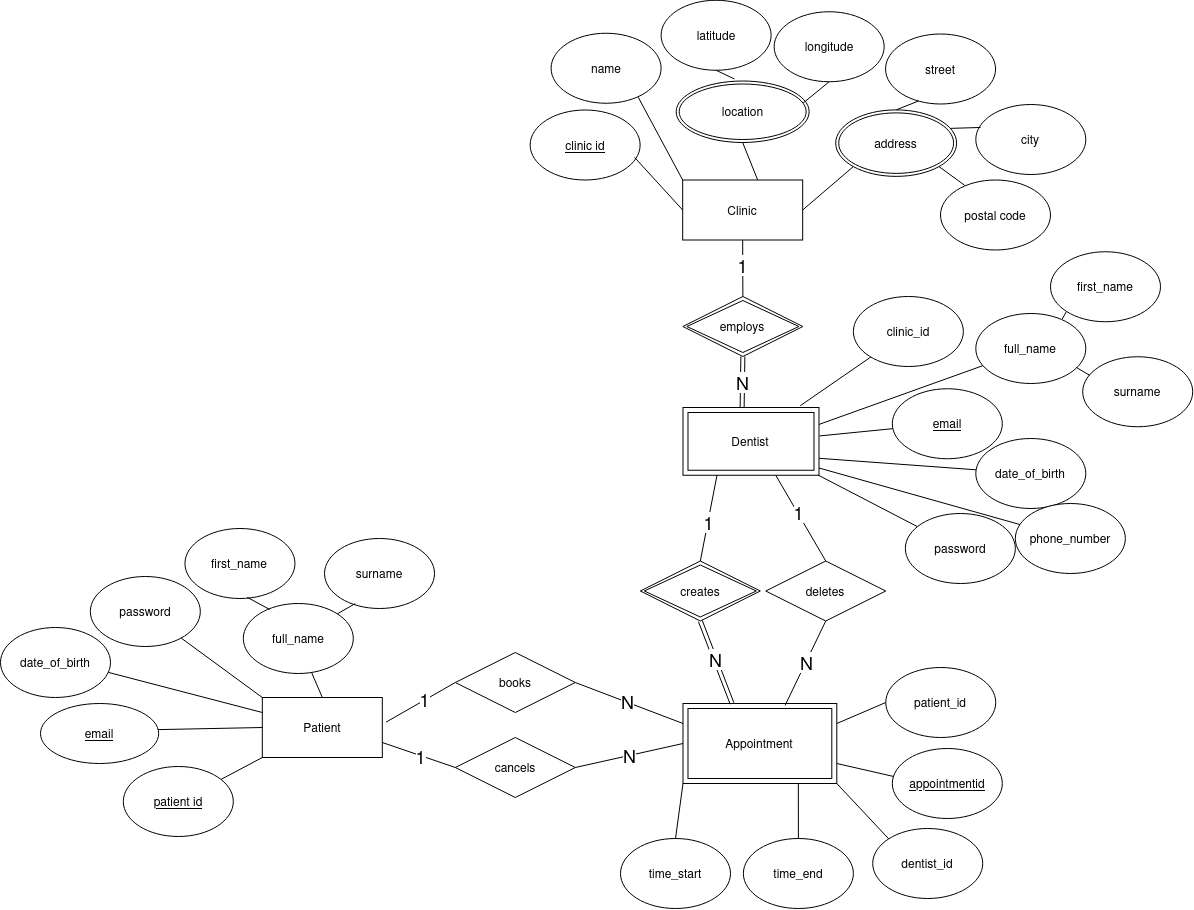 latitude
longitude
name
street
location
clinic id
address
city
postal code
Clinic
1
first_name
employs
clinic_id
full_name
N
surname
email
Dentist
date_of_birth
1
1
phone_number
password
first_name
surname
creates
deletes
password
full_name
date_of_birth
N
N
books
1
N
patient_id
email
Patient
Appointment
1
N
cancels
appointmentid
patient id
dentist_id
time_start
time_end